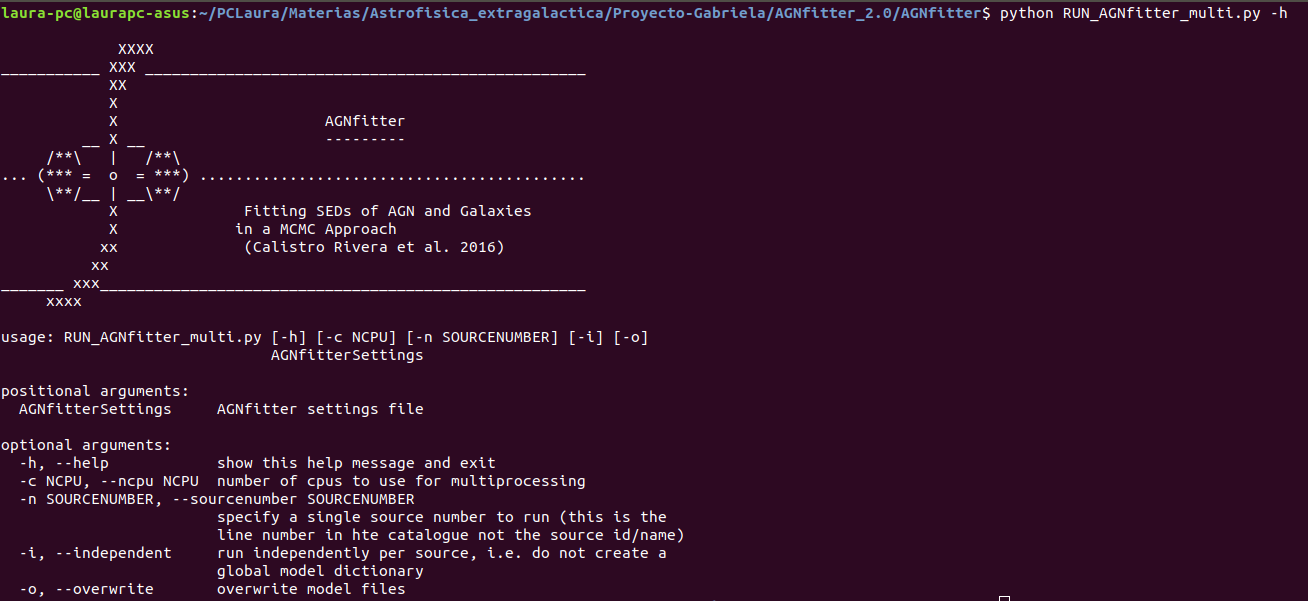 laura-pc@laurapc-asus:~/PCLaura/Materias/Astrofisica_extragalactica/Proyecto-Gabriela/AGNfitter_2.0/AGNfitter$ python RUN_AGNfitter_multi.py -h
             XXXX
___________ XXX _________________________________________________
            XX
            X
            X                       AGNfitter
         __ X __                    ---------
     /**\   |   /**\
... (*** =  o  = ***) ...........................................
     \**/__ | __\**/
            X              Fitting SEDs of AGN and Galaxies
            X             in a MCMC Approach
           xx              (Calistro Rivera et al. 2016)
          xx
_______ xxx______________________________________________________
     xxxx
usage: RUN_AGNfitter_multi.py [-h] [-c NCPU] [-n SOURCENUMBER] [-i] [-o]
                              AGNfitterSettings
positional arguments:
  AGNfitterSettings     AGNfitter settings file
optional arguments:
  -h, --help            show this help message and exit
  -c NCPU, --ncpu NCPU  number of cpus to use for multiprocessing
  -n SOURCENUMBER, --sourcenumber SOURCENUMBER
                        specify a single source number to run (this is the
                        line number in hte catalogue not the source id/name)
  -i, --independent     run independently per source, i.e. do not create a
                        global model dictionary
  -o, --overwrite       overwrite model files